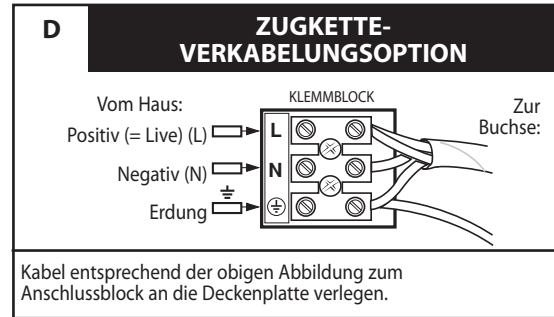 D
ZUGKETTE-
VERKABELUNGSOPTION
KLEMMBLOCK
Vom Haus:
Zur
Buchse:
Positiv (= Live) (L)
L
Negativ (N)
N
Erdung
Kabel entsprechend der obigen Abbildung zum
Anschlussblock an die Deckenplatte verlegen.